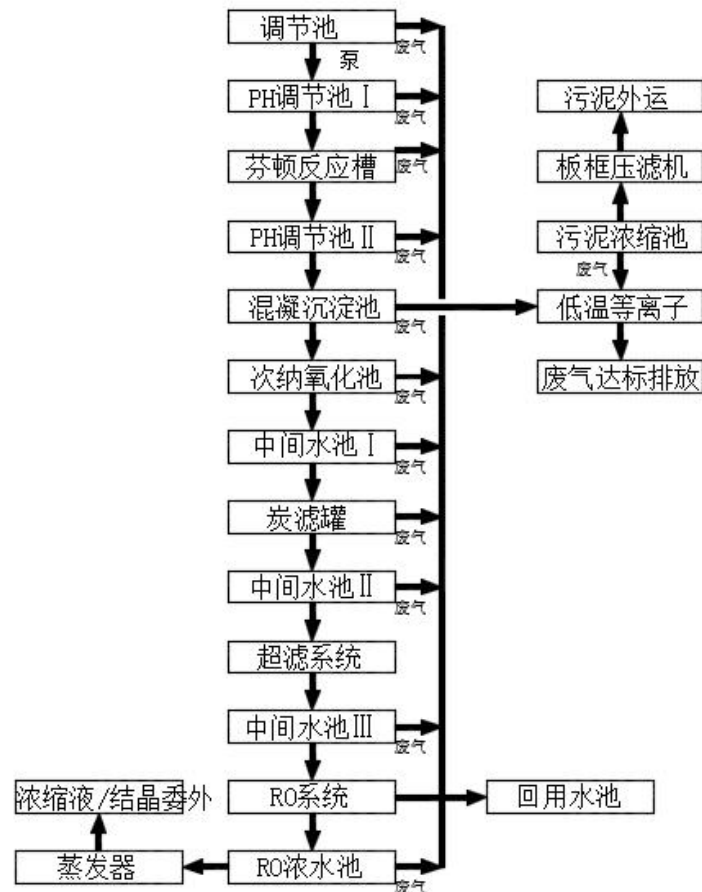 调节池
废气
泵
PH调节池Ⅰ
废气
污泥外运
芬顿反应槽
废气
板框压滤机
PH调节池Ⅱ
废气
污泥浓缩池
废气
混凝沉淀池
废气
低温等离子
次纳氧化池
废气
废气达标排放
中间水池Ⅰ
废气
炭滤罐
废气
中间水池Ⅱ
废气
超滤系统
中间水池Ⅲ
废气
浓缩液/结晶委外
RO系统
回用水池
蒸发器
RO浓水池
废气